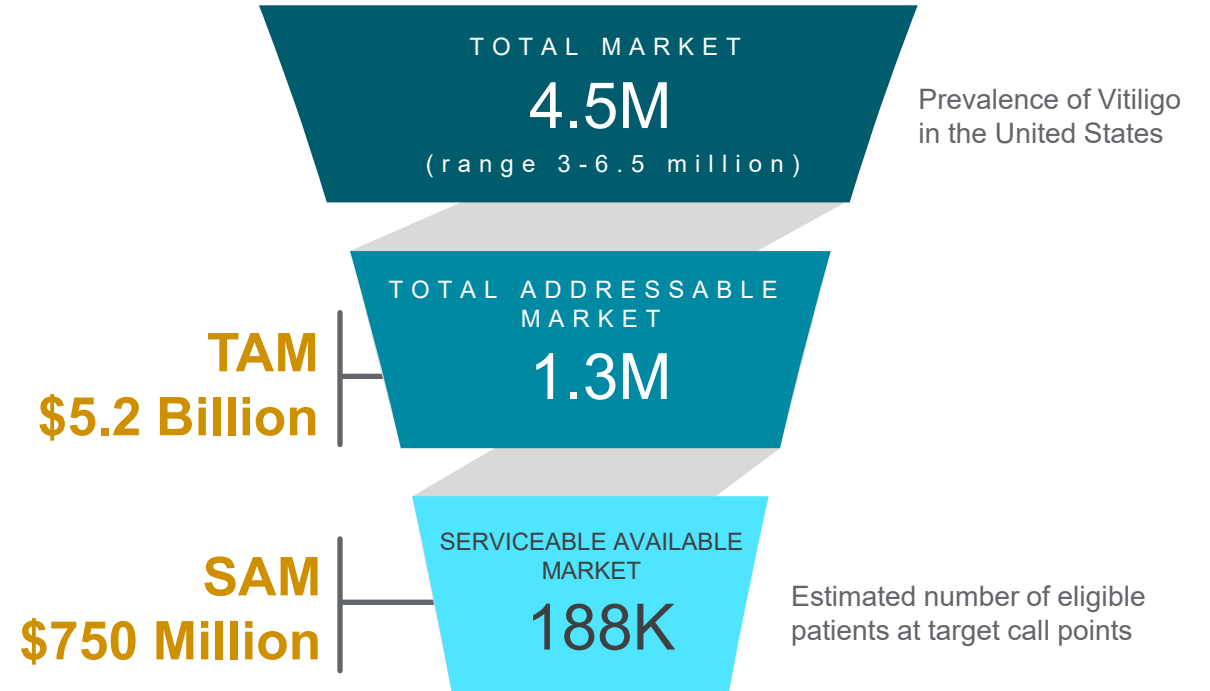 TOTAL MARKET
4.5M
(range 3-6.5 million)
Prevalence of Vitiligo
in the United States
TOTAL ADDRESSABLE
MARKET
1.3M
TAM
$5.2 Billion
SERVICEABLE AVAILABLE
MARKET
188K
SAM
$750 Million
Estimated number of eligible
patients at target call points